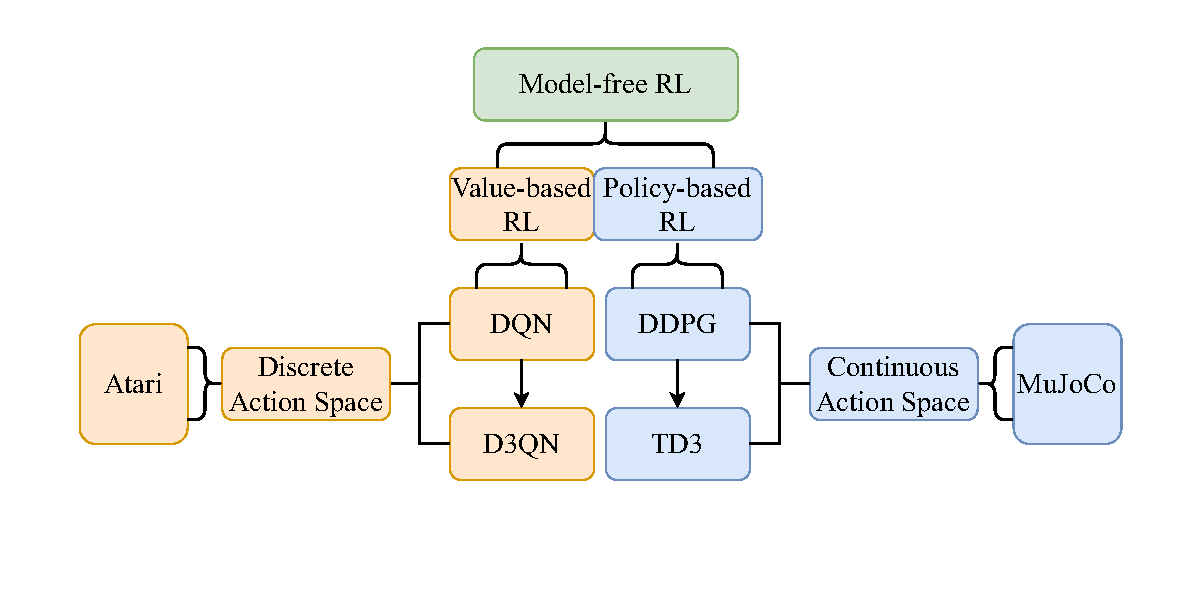 Model-free RL
Value-based
RL
Policy-based
RL
DQN
DDPG
Atari
Discrete
Action Space
Continuous
Action Space
MuJoCo
D3QN
TD3